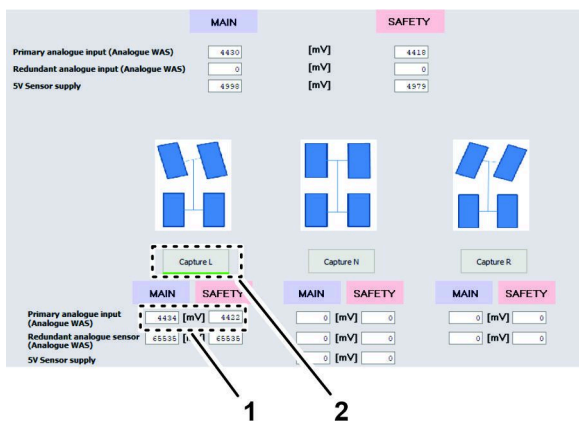 MAIN SAFETY
Primary analogue input (Analogue WAS) 4430 [mV] 4418
Redundant analogue input (Analogue WAS) 0 [mV] 0
5V Sensor supply 4998 [mV] 4979
Capture L Capture N Capture R
MAIN SAFETY MAIN SAFETY MAIN SAFETY
Primary analogue input
(Analogue WAS) 4434 [mV] 4422 0 [mV] 0 0 [mV] 0
Redundant analogue sensor
(Analogue WAS) 65535 65535 0 [mV] 0 0 [mV] 0
5V Sensor supply 0 [mV] 0
1 2